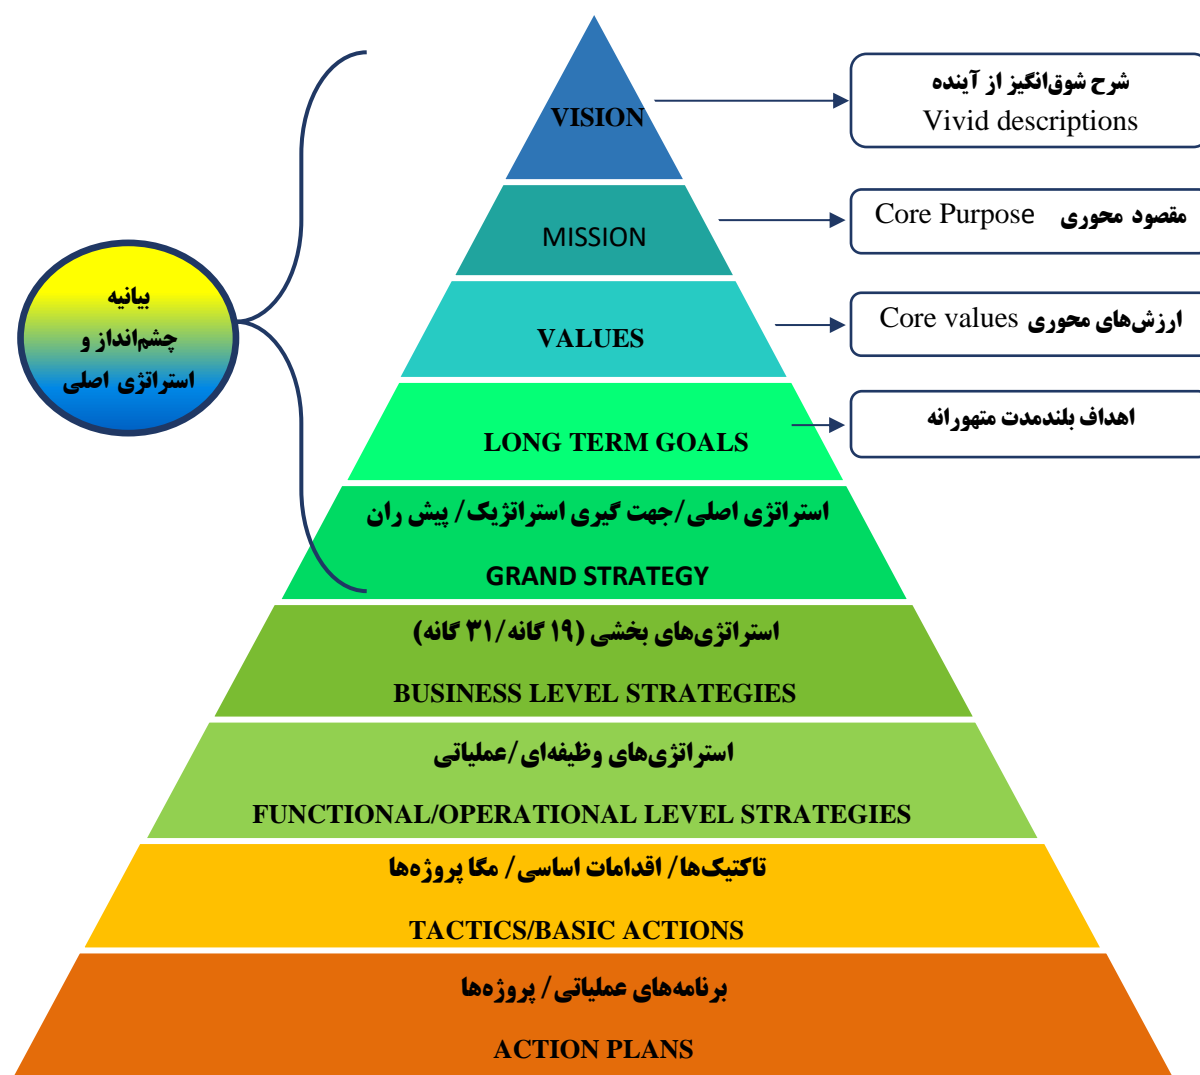 VISION
شرح شوق‌انگیز از آینده
Vivid descriptions
MISSION
مقصود محوری Core Purpose
VALUES
ارزش‌های محوری Core values
LONG TERM GOALS
اهداف بلندمدت متهورانه
بیانیه
چشم‌انداز و
استراتژی اصلی
استراتژی اصلی/جهت گیری استراتژیک/ پیش ران
GRAND STRATEGY
استراتژی‌های بخشی (۱۹ گانه/۳۱ گانه)
BUSINESS LEVEL STRATEGIES
استراتژی‌های وظیفه‌ای/عملیاتی
FUNCTIONAL/OPERATIONAL LEVEL STRATEGIES
تاکتیک‌ها/ اقدامات اساسی/ مگا پروژه‌ها
TACTICS/BASIC ACTIONS
برنامه‌های عملیاتی/ پروژه‌ها
ACTION PLANS